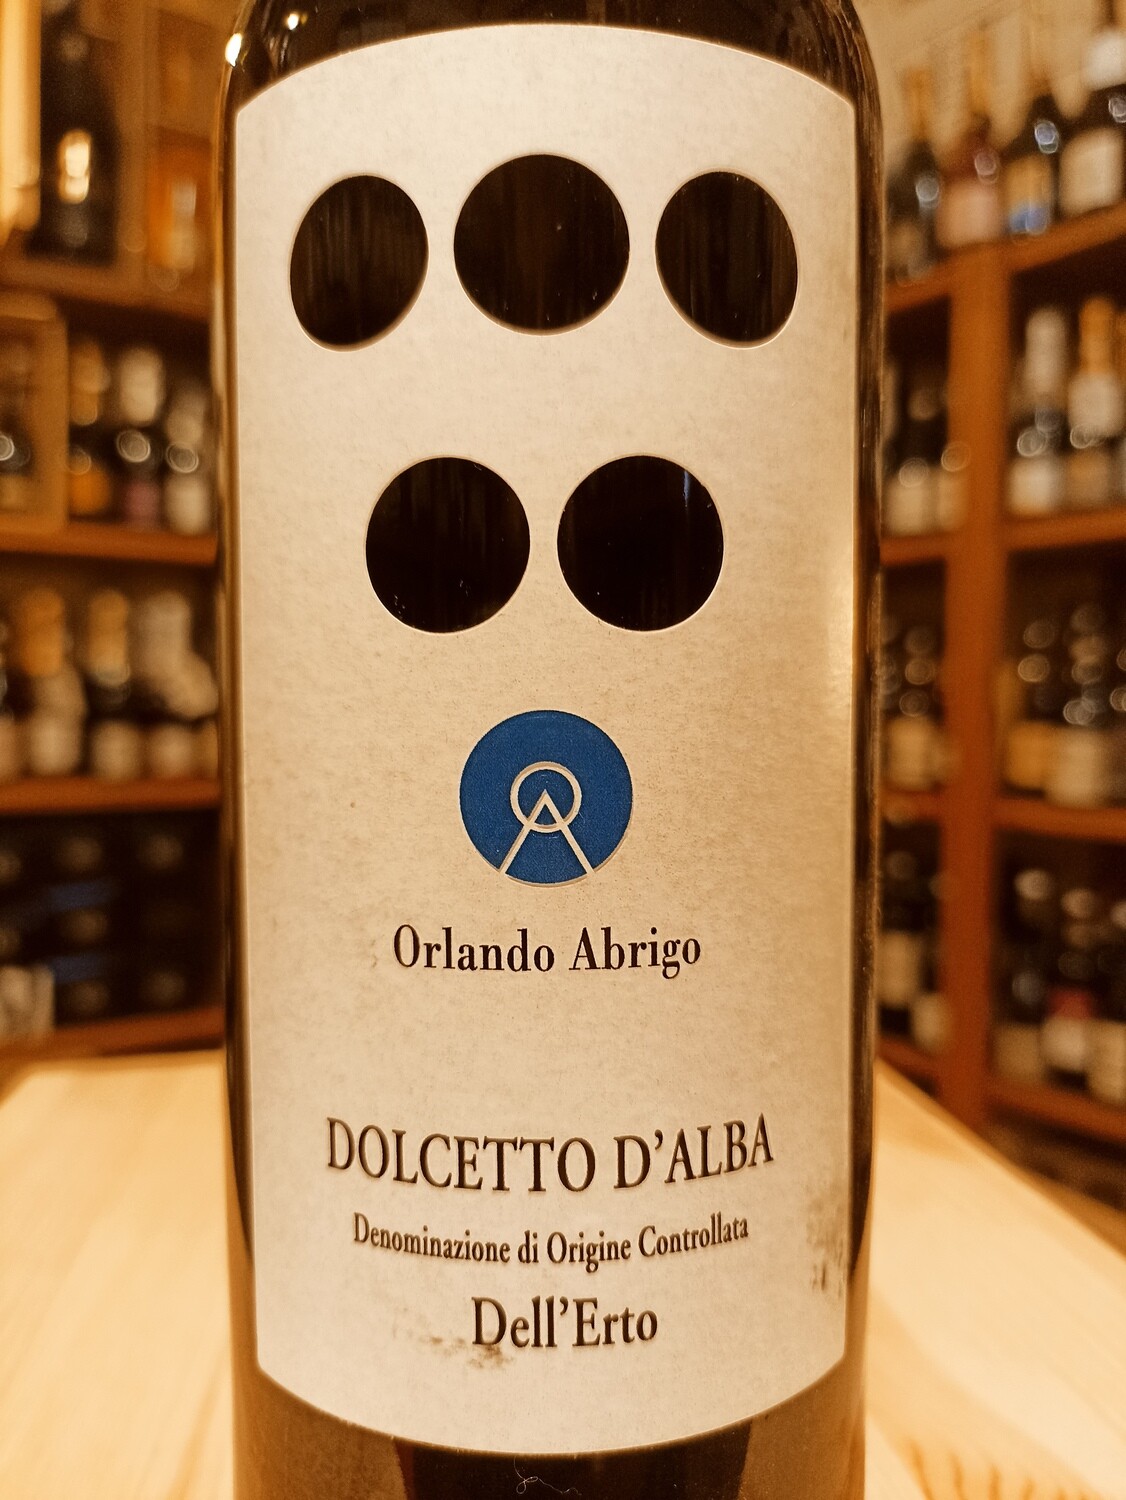 Orlando Abrigo
DOLCETTO D'ALBA
Denominazione di Origine Controllata
Dell'Erto